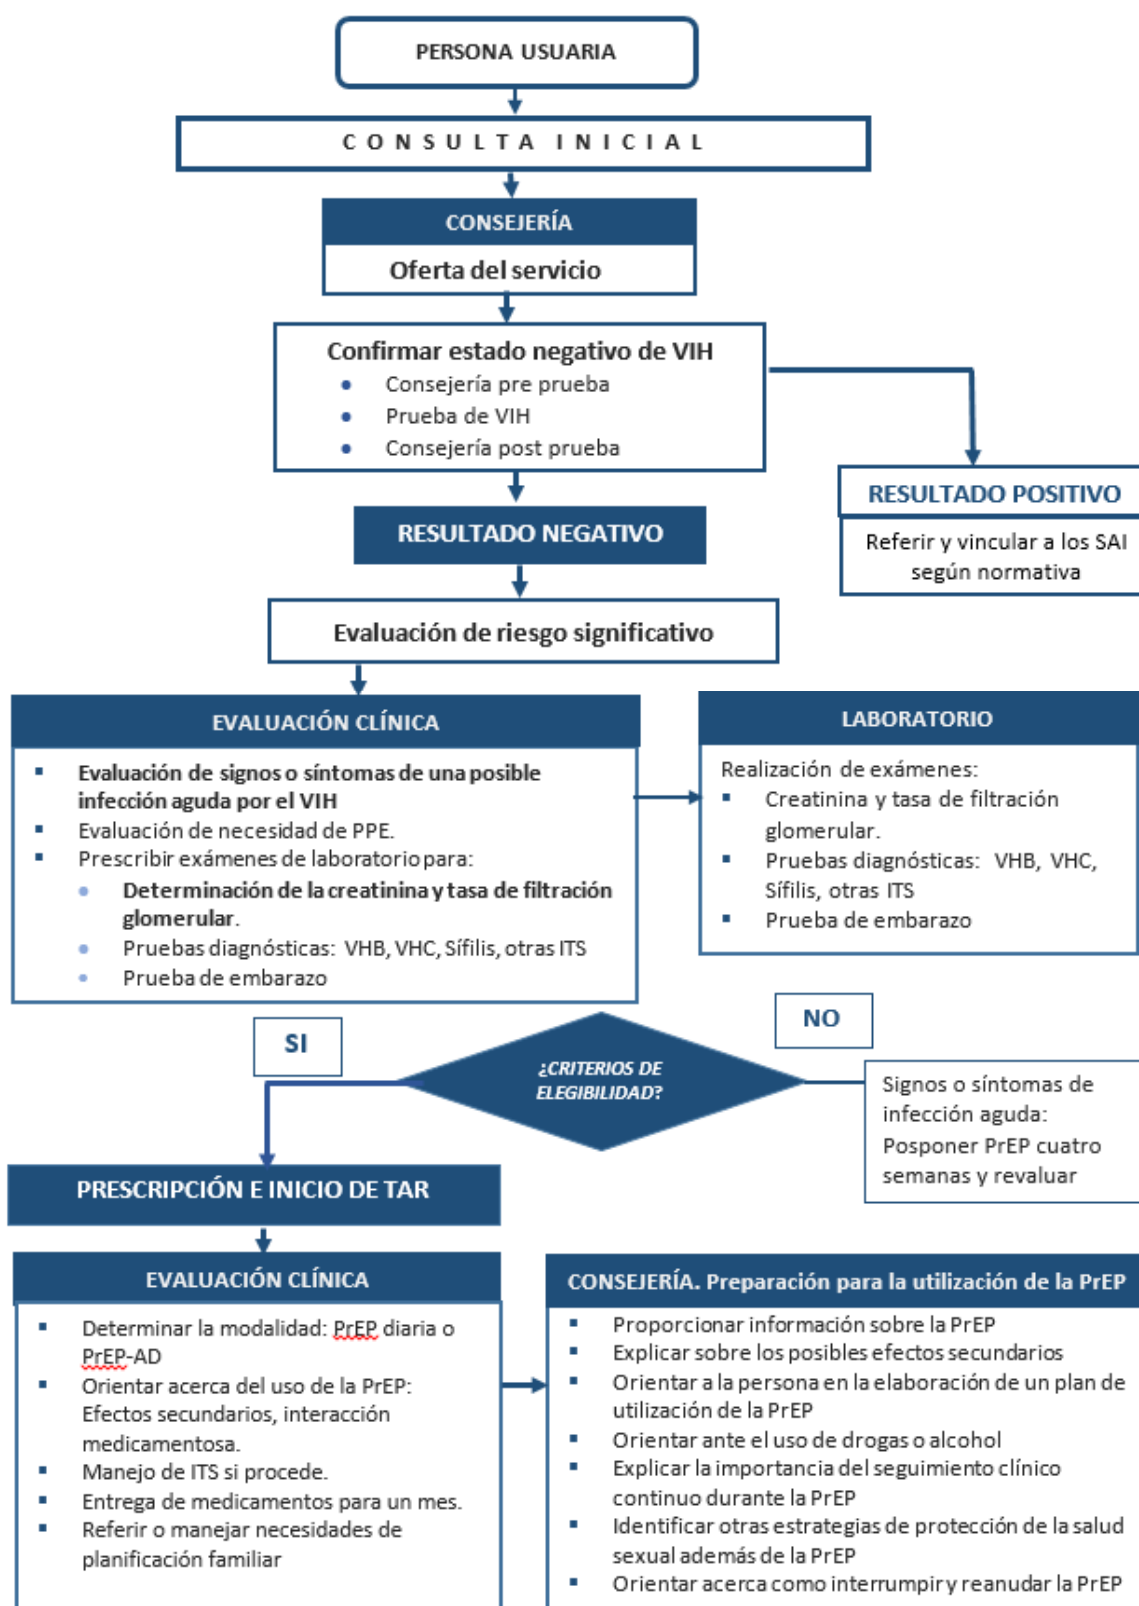 PERSONA USUARIA
CONSULTA INICIAL
CONSEJERÍA
Oferta del servicio
Confirmar estado negativo de VIH
● Consejería pre prueba
● Prueba de VIH
● Consejería post prueba
RESULTADO POSITIVO
Referir y vincular a los SAI
según normativa
RESULTADO NEGATIVO
Evaluación de riesgo significativo
EVALUACIÓN CLÍNICA
▪ Evaluación de signos o síntomas de una posible
infección aguda por el VIH
▪ Evaluación de necesidad de PPE.
▪ Prescribir exámenes de laboratorio para:
● Determinación de la creatinina y tasa de filtración
glomerular.
● Pruebas diagnósticas: VHB, VHC, Sífilis, otras ITS
● Prueba de embarazo
LABORATORIO
Realización de exámenes:
▪ Creatinina y tasa de filtración
glomerular.
▪ Pruebas diagnósticas: VHB, VHC,
Sífilis, otras ITS
▪ Prueba de embarazo
SI
¿CRITERIOS DE
ELEGIBILIDAD?
NO
Signos o síntomas de
infección aguda:
Posponer PrEP cuatro
semanas y revaluar
PRESCRIPCIÓN E INICIO DE TAR
EVALUACIÓN CLÍNICA
▪ Determinar la modalidad: PrEP diaria o
PrEP-AD
▪ Orientar acerca del uso de la PrEP:
Efectos secundarios, interacción
medicamentosa.
▪ Manejo de ITS si procede.
▪ Entrega de medicamentos para un mes.
▪ Referir o manejar necesidades de
planificación familiar
CONSEJERÍA. Preparación para la utilización de la PrEP
▪ Proporcionar información sobre la PrEP
▪ Explicar sobre los posibles efectos secundarios
▪ Orientar a la persona en la elaboración de un plan de
utilización de la PrEP
▪ Orientar ante el uso de drogas o alcohol
▪ Explicar la importancia del seguimiento clínico
continuo durante la PrEP
▪ Identificar otras estrategias de protección de la salud
sexual además de la PrEP
▪ Orientar acerca como interrumpir y reanudar la PrEP